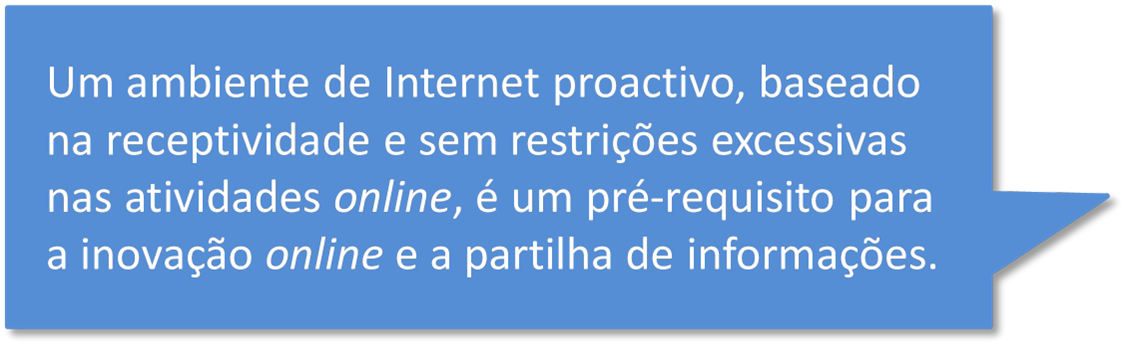 Um ambiente de Internet proactivo, baseado
na receptividade e sem restrições excessivas
nas atividades online, é um pré-requisito para
a inovação online e a partilha de informações.